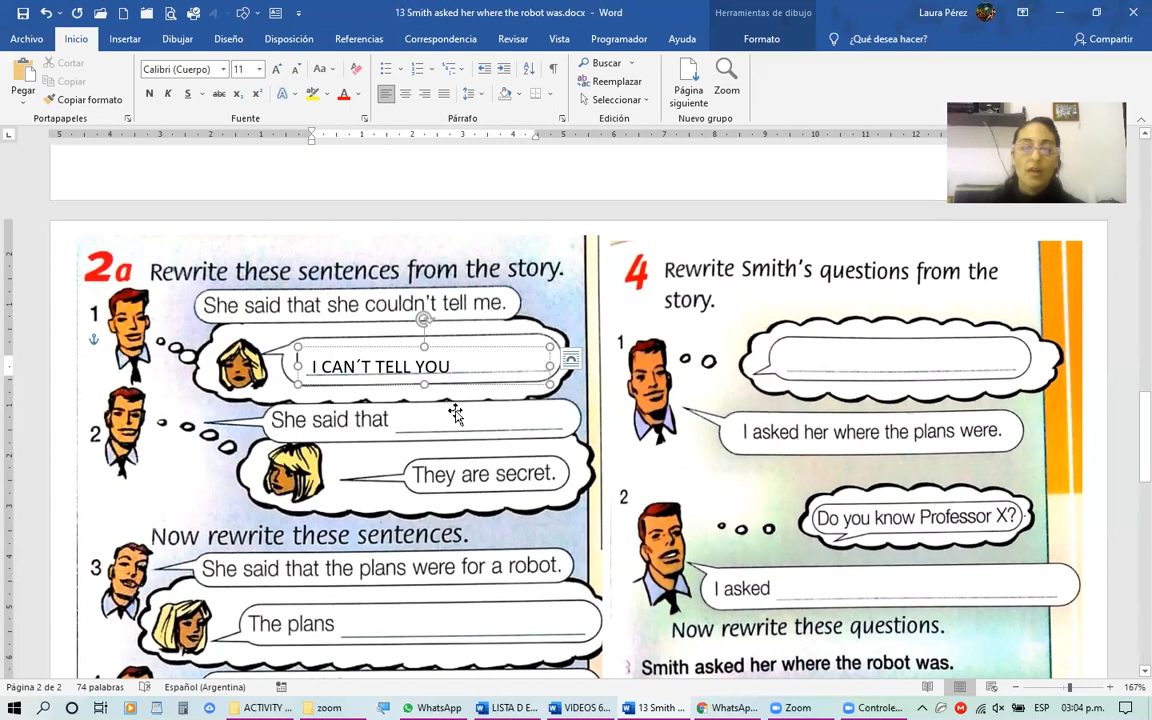 13 Smith asked her where the robot was.docx - Word
Herramientas de dibujo
Laura Pérez
Archivo Inicio Insertar Dibujar Diseño Disposición Referencias Correspondencia Revisar Vista Programador Ayuda Formato ¿Qué desea hacer? Compartir
Pegar
Cortar
Copiar
Copiar formato
Calibri (Cuerpo) 11
Buscar
Reemplazar
Seleccionar
Página siguiente
Zoom
Portapapeles Fuente Párrafo Estilos Edición Nuevo grupo
2a Rewrite these sentences from the story.
1 She said that she couldn't tell me.
I CAN´T TELL YOU
2 She said that
They are secret.
Now rewrite these sentences.
3 She said that the plans were for a robot.
The plans
4 Rewrite Smith's questions from the
story.
1
I asked her where the plans were.
2
Do you know Professor X?
I asked
Now rewrite these questions.
3 Smith asked her where the robot was.
Página 2 de 2 74 palabras Español (Argentina) 167%
ACTIVITY ... zoom WhatsApp LISTA D E... VIDEOS 6... 13 Smith ... WhatsAp... Zoom Controle... ESP 03:04 p. m.